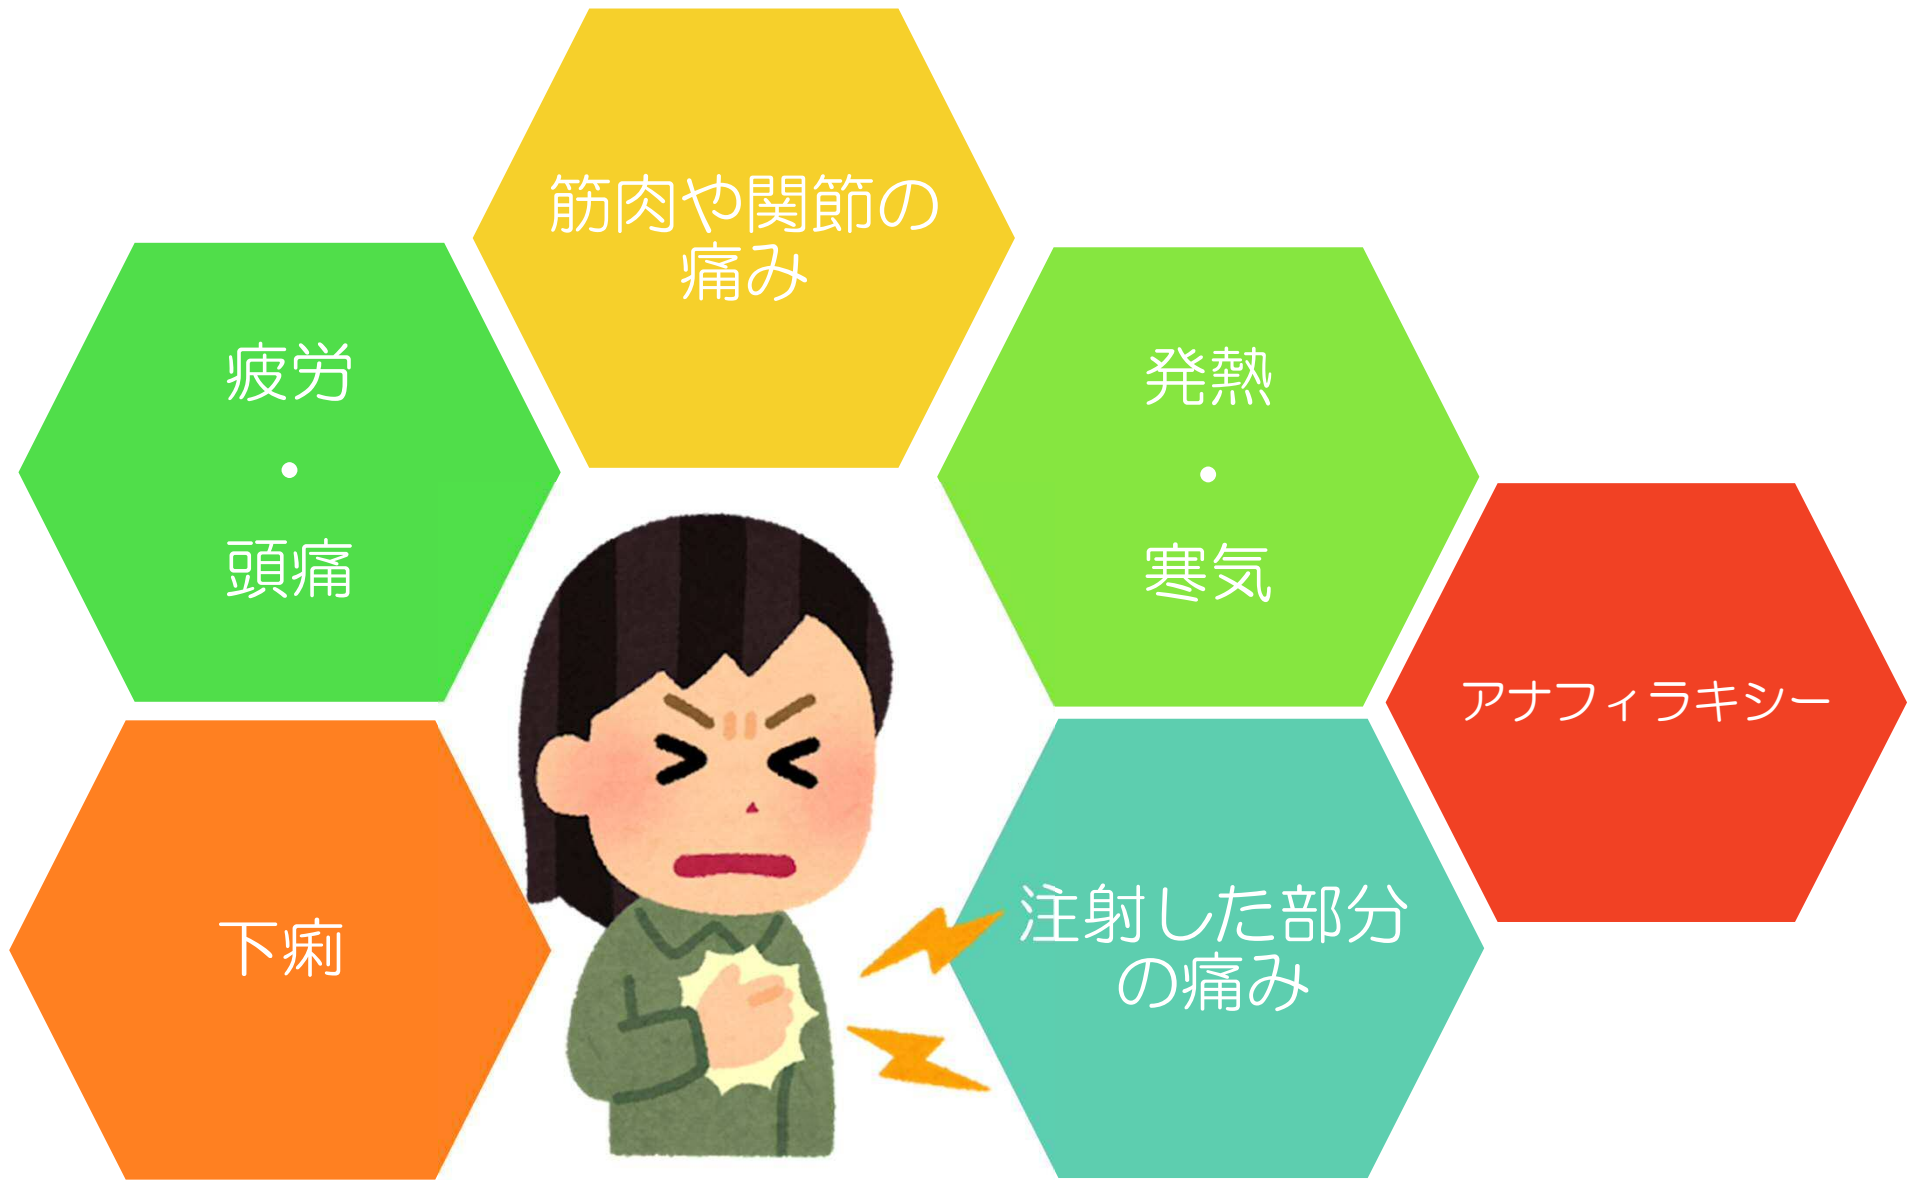 筋肉や関節の
痛み
疲労
・
頭痛
発熱
・
寒気
アナフィラキシー
下痢
注射した部分
の痛み